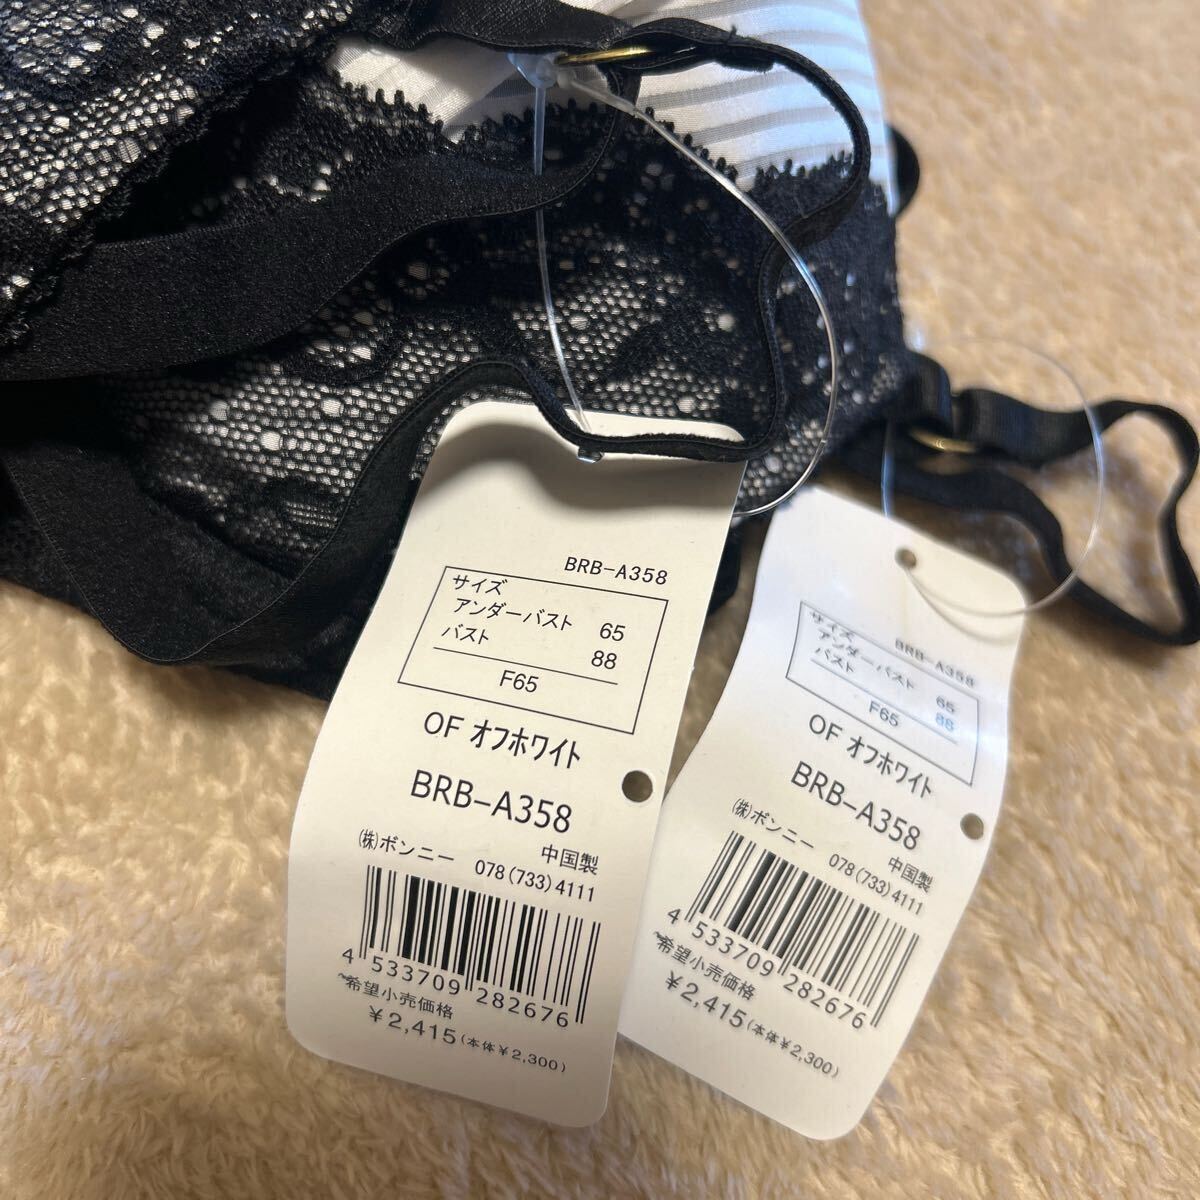 BRB-A358
サイズ
アンダーバスト 65
バスト 88
F65
OF オフホワイト
BRB-A358
中国製
㈱ボンニー 078(733)4111
4 533709 282676
希望小売価格
¥2,415(本体¥2,300)
BRB-A358
サイズ
アンダーバスト 65
バスト 88
F65
OF オフホワイト
BRB-A358
中国製
㈱ボンニー 078(733)4111
4 533709 282676
希望小売価格
¥2,415(本体¥2,300)